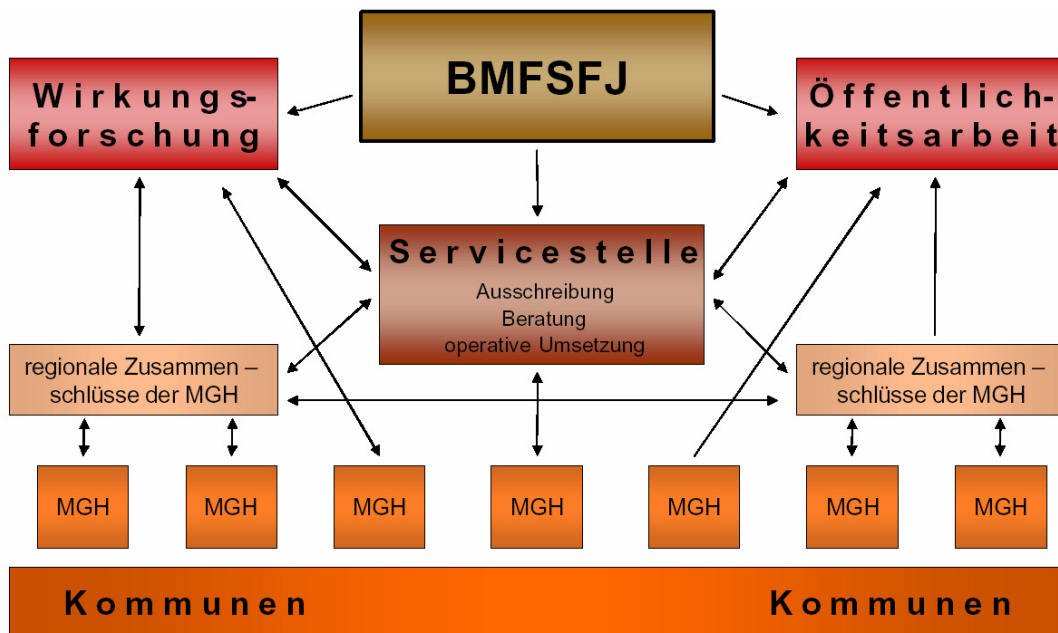 BMFSFJ
Wirkungs-
forschung
Öffentlich-
keitsarbeit
Servicestelle
Ausschreibung
Beratung
operative Umsetzung
regionale Zusammen –
schlüsse der MGH
regionale Zusammen –
schlüsse der MGH
MGH
MGH
MGH
MGH
MGH
MGH
MGH
Kommunen
Kommunen